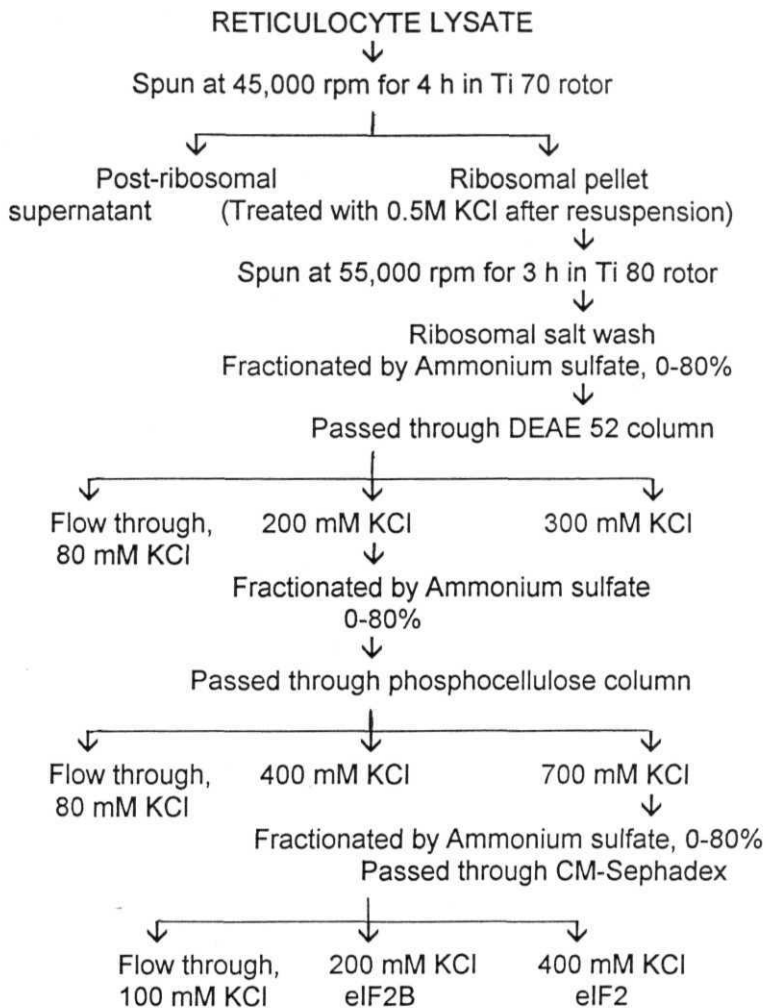 RETICULOCYTE LYSATE
Spun at 45,000 rpm for 4 h in Ti 70 rotor
Post-ribosomal Ribosomal pellet
supernatant (Treated with 0.5M KCl after resuspension)
Spun at 55,000 rpm for 3 h in Ti 80 rotor
Ribosomal salt wash
Fractionated by Ammonium sulfate, 0-80%
Passed through DEAE 52 column
Flow through, 200 mM KCl 300 mM KCl
80 mM KCl
Fractionated by Ammonium sulfate
0-80%
Passed through phosphocellulose column
Flow through, 400 mM KCl 700 mM KCl
80 mM KCl
Fractionated by Ammonium sulfate, 0-80%
Passed through CM-Sephadex
Flow through, 200 mM KCl 400 mM KCl
100 mM KCl eIF2B eIF2